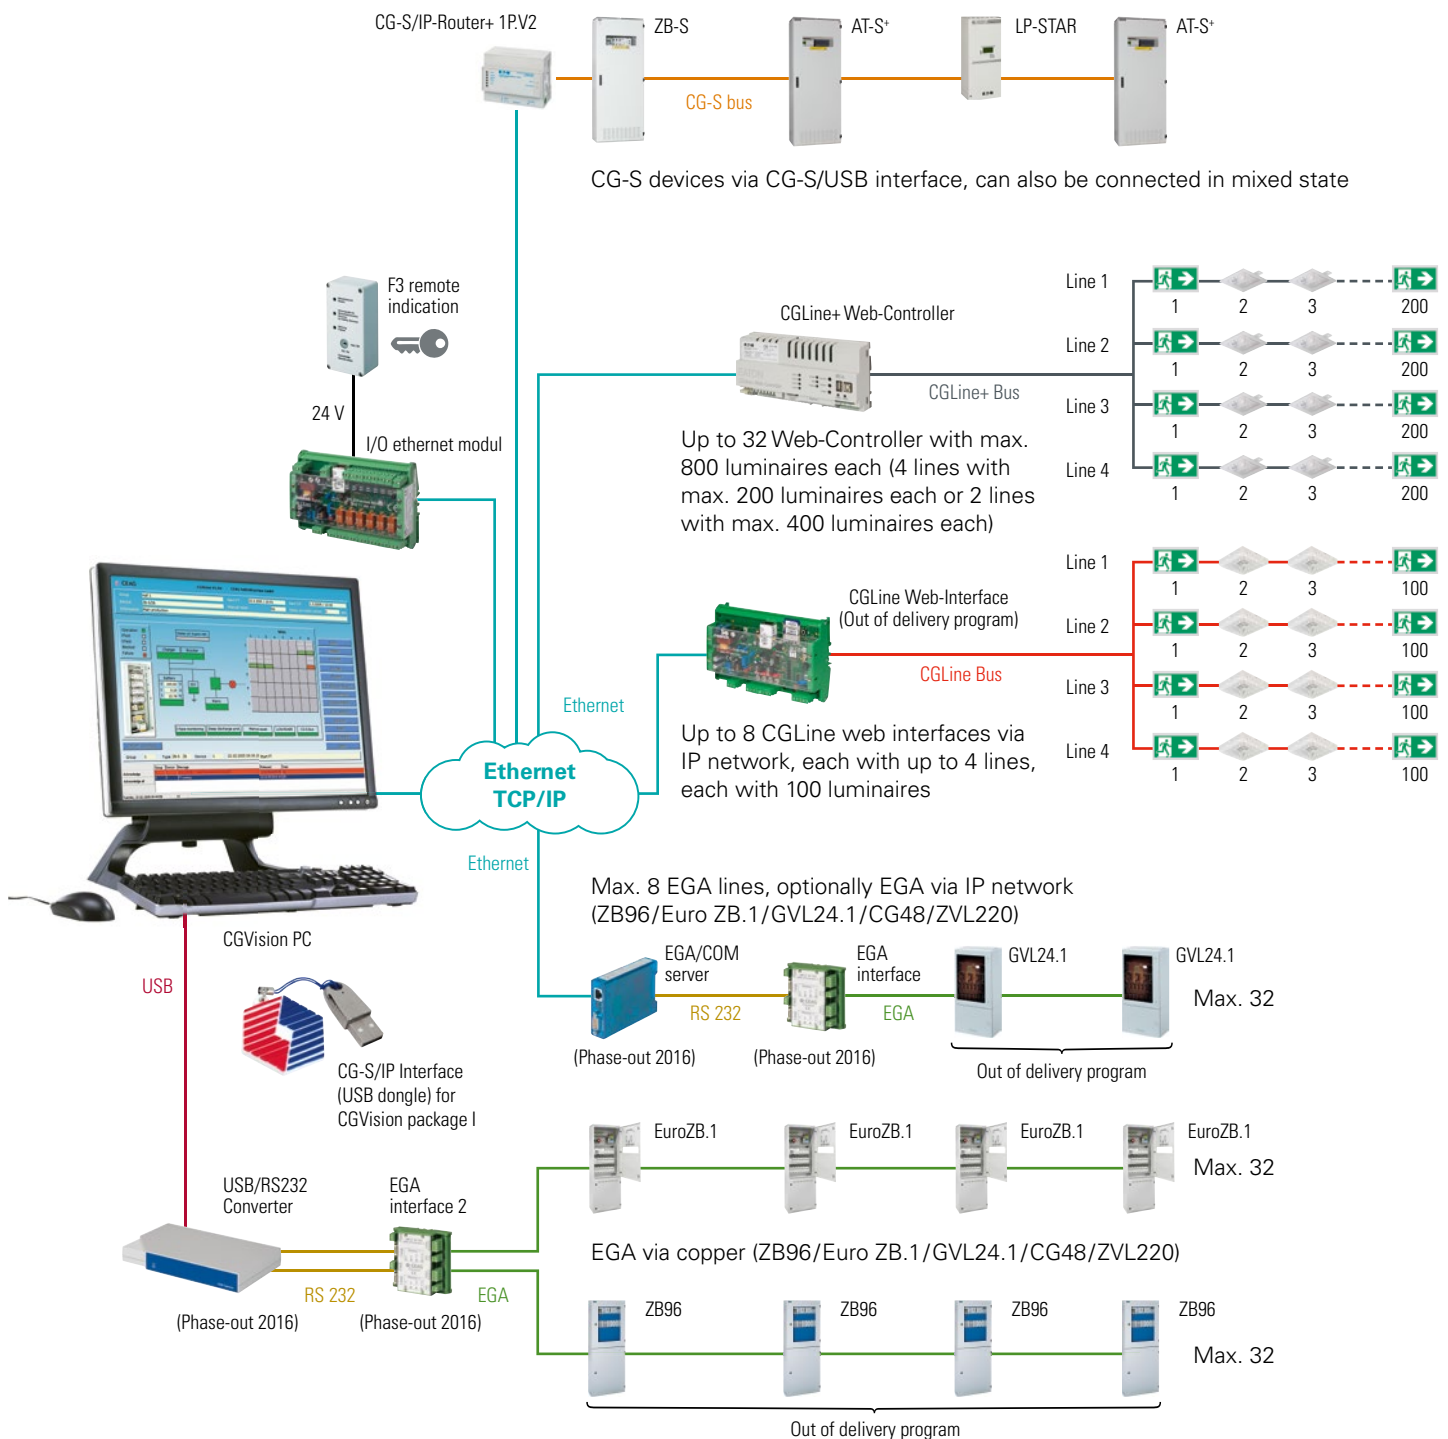 CG-S/IP-Router+ 1P.V2
ZB-S
AT-S+
LP-STAR
AT-S+
CG-S bus
CG-S devices via CG-S/USB interface, can also be connected in mixed state
F3 remote
indication
24 V
I/O ethernet modul
CGLine+ Web-Controller
CGLine+ Bus
Line 1
1 2 3 200
Line 2
1 2 3 200
Line 3
1 2 3 200
Line 4
1 2 3 200
Up to 32 Web-Controller with max.
800 luminaires each (4 lines with
max. 200 luminaires each or 2 lines
with max. 400 luminaires each)
CGLine Web-Interface
(Out of delivery program)
CGLine Bus
Line 1
1 2 3 100
Line 2
1 2 3 100
Line 3
1 2 3 100
Line 4
1 2 3 100
Up to 8 CGLine web interfaces via
IP network, each with up to 4 lines,
each with 100 luminaires
Ethernet
Ethernet
TCP/IP
Ethernet
CGVision PC
USB
CG-S/IP Interface
(USB dongle) for
CGVision package I
Max. 8 EGA lines, optionally EGA via IP network
(ZB96/Euro ZB.1/GVL24.1/CG48/ZVL220)
EGA/COM
server
RS 232
EGA
interface
EGA
GVL24.1
GVL24.1
Max. 32
(Phase-out 2016)
(Phase-out 2016)
Out of delivery program
EuroZB.1
EuroZB.1
EuroZB.1
EuroZB.1
Max. 32
USB/RS232
Converter
EGA
interface 2
RS 232
EGA
(Phase-out 2016)
(Phase-out 2016)
EGA via copper (ZB96/Euro ZB.1/GVL24.1/CG48/ZVL220)
ZB96
ZB96
ZB96
ZB96
Max. 32
Out of delivery program